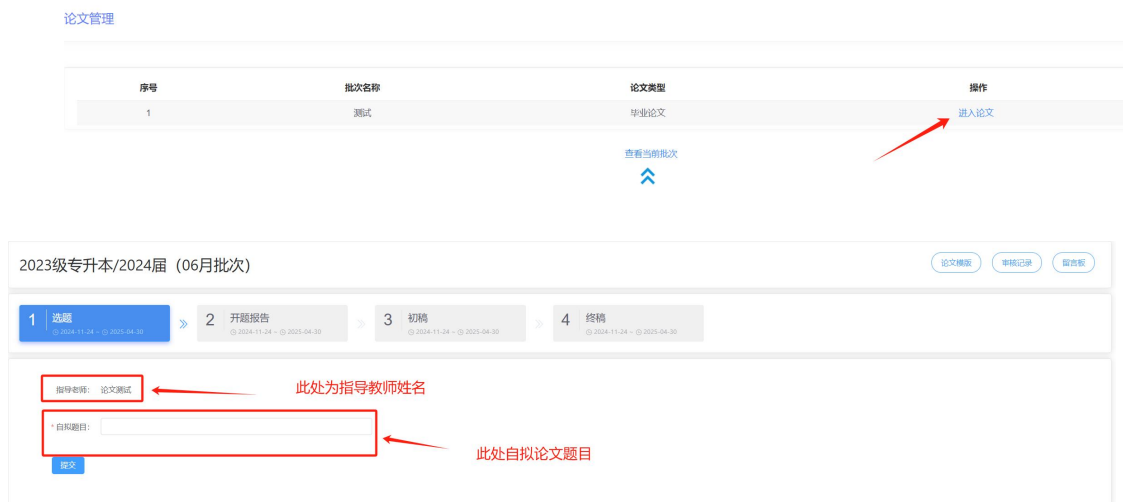 论文管理
序号 批次名称 论文类型 操作
1 测试 毕业论文 进入论文
查看当前批次
2023级专升本/2024届（06月批次） 论文模版 审核记录 留言板
1 选题 2 开题报告 3 初稿 4 终稿
2024-11-24 ~ 2025-04-30 2024-11-24 ~ 2025-04-30 2024-11-24 ~ 2025-04-30 2024-11-24 ~ 2025-04-30
指导老师： 论文测试 此处为指导教师姓名
*自拟题目：
此处自拟论文题目
提交